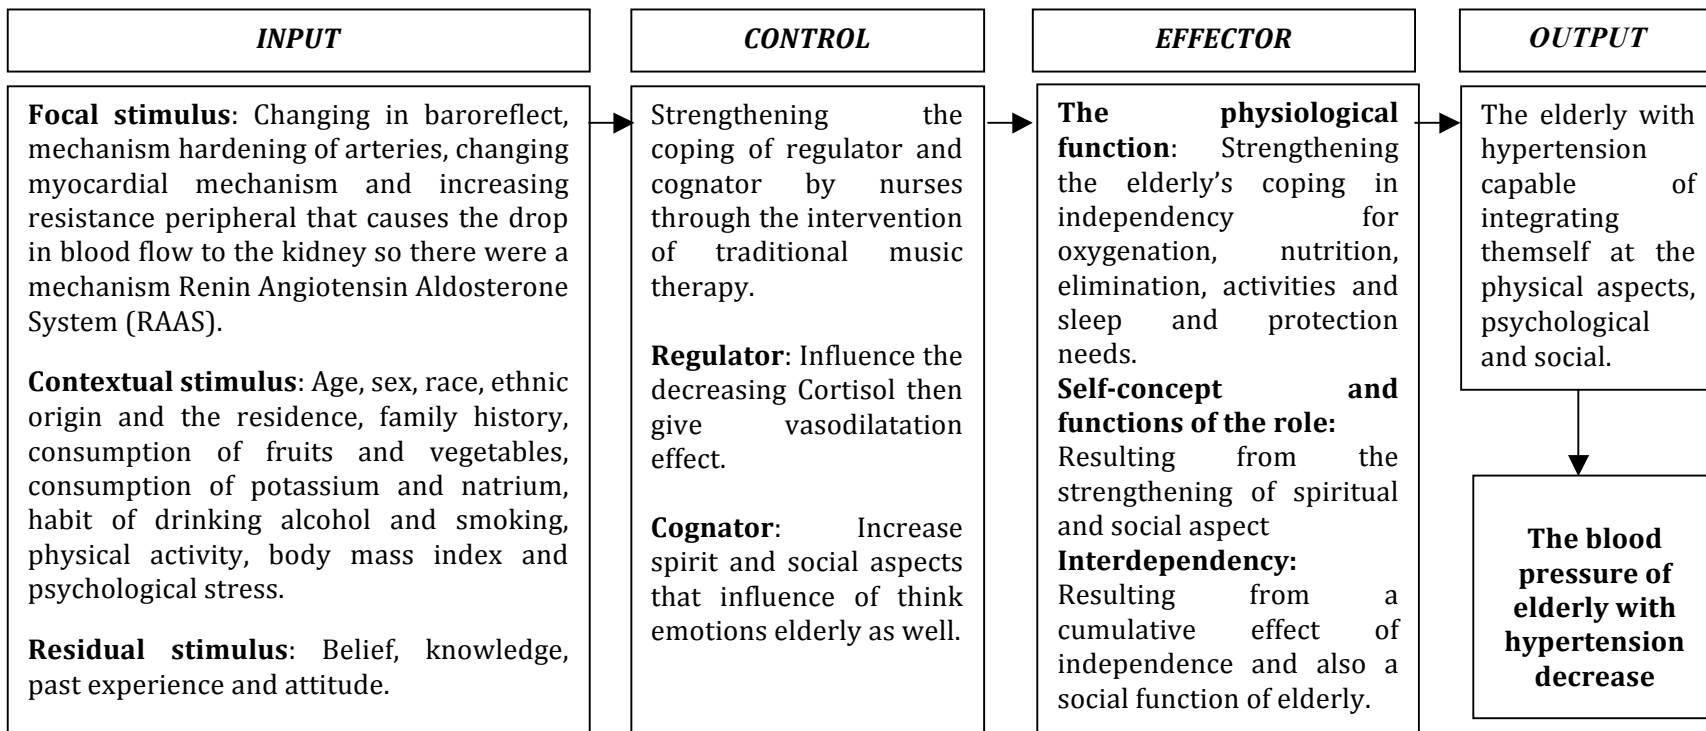 INPUT
Focal stimulus: Changing in baroreflect,
mechanism hardening of arteries, changing
myocardial mechanism and increasing
resistance peripheral that causes the drop
in blood flow to the kidney so there were a
mechanism Renin Angiotensin Aldosterone
System (RAAS).
Contextual stimulus: Age, sex, race, ethnic
origin and the residence, family history,
consumption of fruits and vegetables,
consumption of potassium and natrium,
habit of drinking alcohol and smoking,
physical activity, body mass index and
psychological stress.
Residual stimulus: Belief, knowledge,
past experience and attitude.
CONTROL
Strengthening the
coping of regulator and
cognator by nurses
through the intervention
of traditional music
therapy.
Regulator: Influence the
decreasing Cortisol then
give vasodilatation
effect.
Cognator: Increase
spirit and social aspects
that influence of think
emotions elderly as well.
EFFECTOR
The physiological
function: Strengthening
the elderly's coping in
independency for
oxygenation, nutrition,
elimination, activities and
sleep and protection
needs.
Self-concept and
functions of the role:
Resulting from the
strengthening of spiritual
and social aspect
Interdependency:
Resulting from a
cumulative effect of
independence and also a
social function of elderly.
OUTPUT
The elderly with
hypertension
capable of
integrating
themself at the
physical aspects,
psychological
and social.
The blood
pressure of
elderly with
hypertension
decrease